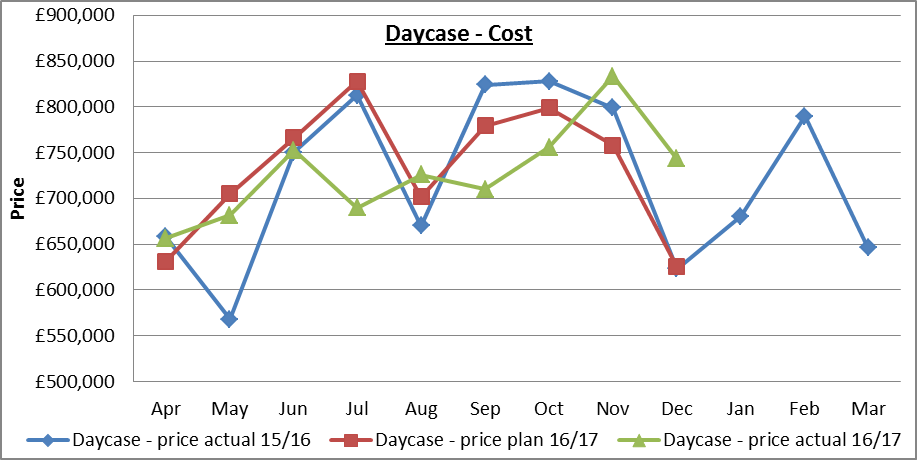 Daycase - Cost
Price
£900,000
£850,000
£800,000
£750,000
£700,000
£650,000
£600,000
£550,000
£500,000
Apr May Jun Jul Aug Sep Oct Nov Dec Jan Feb Mar
Daycase - price actual 15/16 Daycase - price plan 16/17 Daycase - price actual 16/17